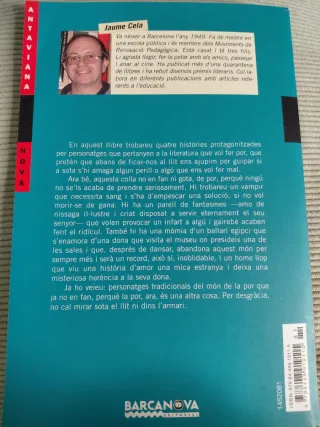 ANTAVIANA
NOVA
Jaume Cela
Va néixer a Barcelona l'any 1949. Fa de mestre en
una escola pública i és membre dels Moviments de
Renovació Pedagògica. Està casat i té tres fills.
Li agrada llegir, fer-la petar amb els amics, passejar
i anar al cine. Ha publicat més d'una quarantena
de llibres i ha rebut diversos premis literaris. Col·la-
bora en diferents publicacions amb articles refe-
rents a l'educació.
En aquest llibre trobareu quatre històries protagonitzades
per personatges que pertanyen a la literatura que vol fer por, que
pretén que abans de ficar-nos al llit ens ajupim per guipar si
a sota s'hi amaga algun perill o algú que ens vol fer mal.
Ara bé, aquesta colla no en fan ni gota, de por, perquè ningú
no se'ls acaba de prendre seriosament. Hi trobareu un vampir
que necessita sang i s'ha d'empescar una solució, si no vol
morir-se de gana. Hi ha un parell de fantasmes —amo de
nissaga il·lustre i criat disposat a servir eternament el seu
senyor— que volen provocar un infart a algú i gairebé acaben
fent el ridícul. També hi ha una mòmia d'un ballarí egipci que
s'enamora d'una dona que visita el museu on presideix una de
les sales i que, després de dansar, abandona aquest món per
sempre més i serà un record, això sí, inoblidable. I un home llop
que viu una història d'amor una mica estranya i deixa una
misteriosa herència a la seva dona.
Ja ho veieu: personatges tradicionals del món de la por que
ja no en fan, perquè la por, ara, és una altra cosa. Per desgràcia,
no cal mirar sota el llit ni dins l'armari.
BARCANOVA
EDITORIAL
1452081